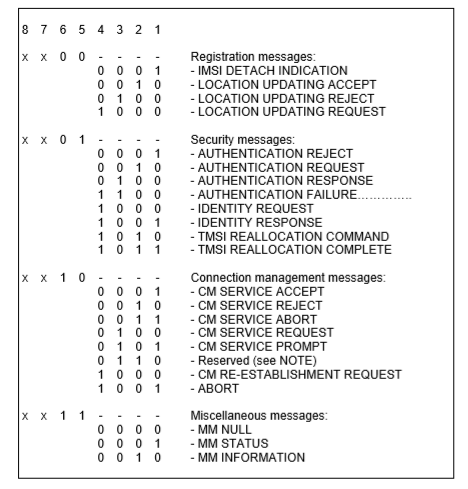 8 7 6 5 4 3 2 1
x x 0 0 - - - - Registration messages:
0 0 0 1 - IMSI DETACH INDICATION
0 0 1 0 - LOCATION UPDATING ACCEPT
0 1 0 0 - LOCATION UPDATING REJECT
1 0 0 0 - LOCATION UPDATING REQUEST
x x 0 1 - - - - Security messages:
0 0 0 1 - AUTHENTICATION REJECT
0 0 1 0 - AUTHENTICATION REQUEST
0 1 0 0 - AUTHENTICATION RESPONSE
1 1 0 0 - AUTHENTICATION FAILURE..............
1 0 0 0 - IDENTITY REQUEST
1 0 0 1 - IDENTITY RESPONSE
1 0 1 0 - TMSI REALLOCATION COMMAND
1 0 1 1 - TMSI REALLOCATION COMPLETE
x x 1 0 - - - - Connection management messages:
0 0 0 1 - CM SERVICE ACCEPT
0 0 1 0 - CM SERVICE REJECT
0 0 1 1 - CM SERVICE ABORT
0 1 0 0 - CM SERVICE REQUEST
0 1 0 1 - CM SERVICE PROMPT
0 1 1 0 - Reserved (see NOTE)
1 0 0 0 - CM RE-ESTABLISHMENT REQUEST
1 0 0 1 - ABORT
x x 1 1 - - - - Miscellaneous messages:
0 0 0 0 - MM NULL
0 0 0 1 - MM STATUS
0 0 1 0 - MM INFORMATION